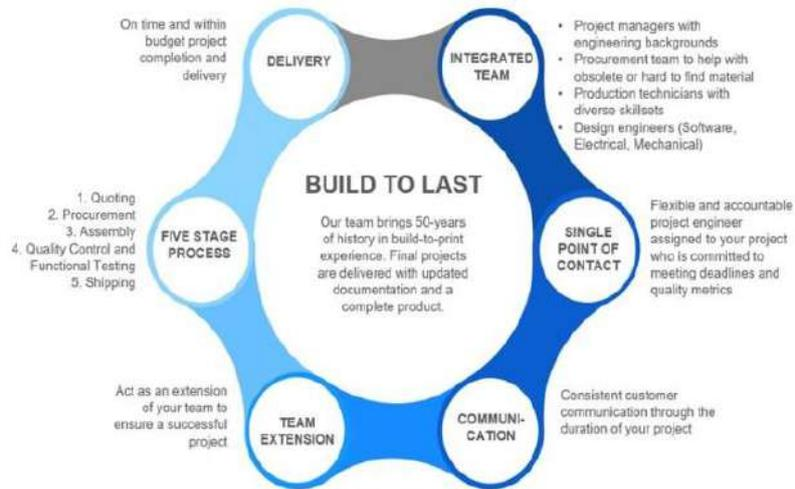 On time and within
budget project
completion and
delivery
DELIVERY
INTEGRATED
TEAM
• Project managers with
engineering backgrounds
• Procurement team to help with
obsolete or hard to find material
• Production technicians with
diverse skillsets
• Design engineers (Software,
Electrical, Mechanical)
BUILD TO LAST
Our team brings 50-years
of history in build-to-print
experience. Final projects
are delivered with updated
documentation and a
complete product.
1. Quoting
2. Procurement
3. Assembly
4. Quality Control and
Functional Testing
5. Shipping
FIVE STAGE
PROCESS
SINGLE
POINT OF
CONTACT
Flexible and accountable
project engineer
assigned to your project
who is committed to
meeting deadlines and
quality metrics
Act as an extension
of your team to
ensure a successful
project
TEAM
EXTENSION
COMMUNI-
CATION
Consistent customer
communication through the
duration of your project